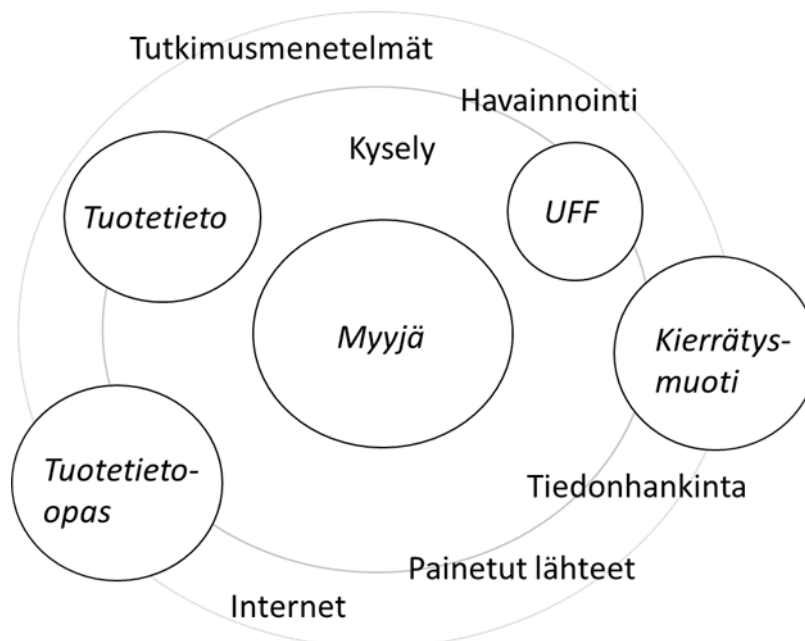 Tutkimusmenetelmät
Havainnointi
Kysely
Tuotetieto
UFF
Myyjä
Kierrätys-
muoti
Tuotetieto-
opas
Tiedonhankinta
Painetut lähteet
Internet